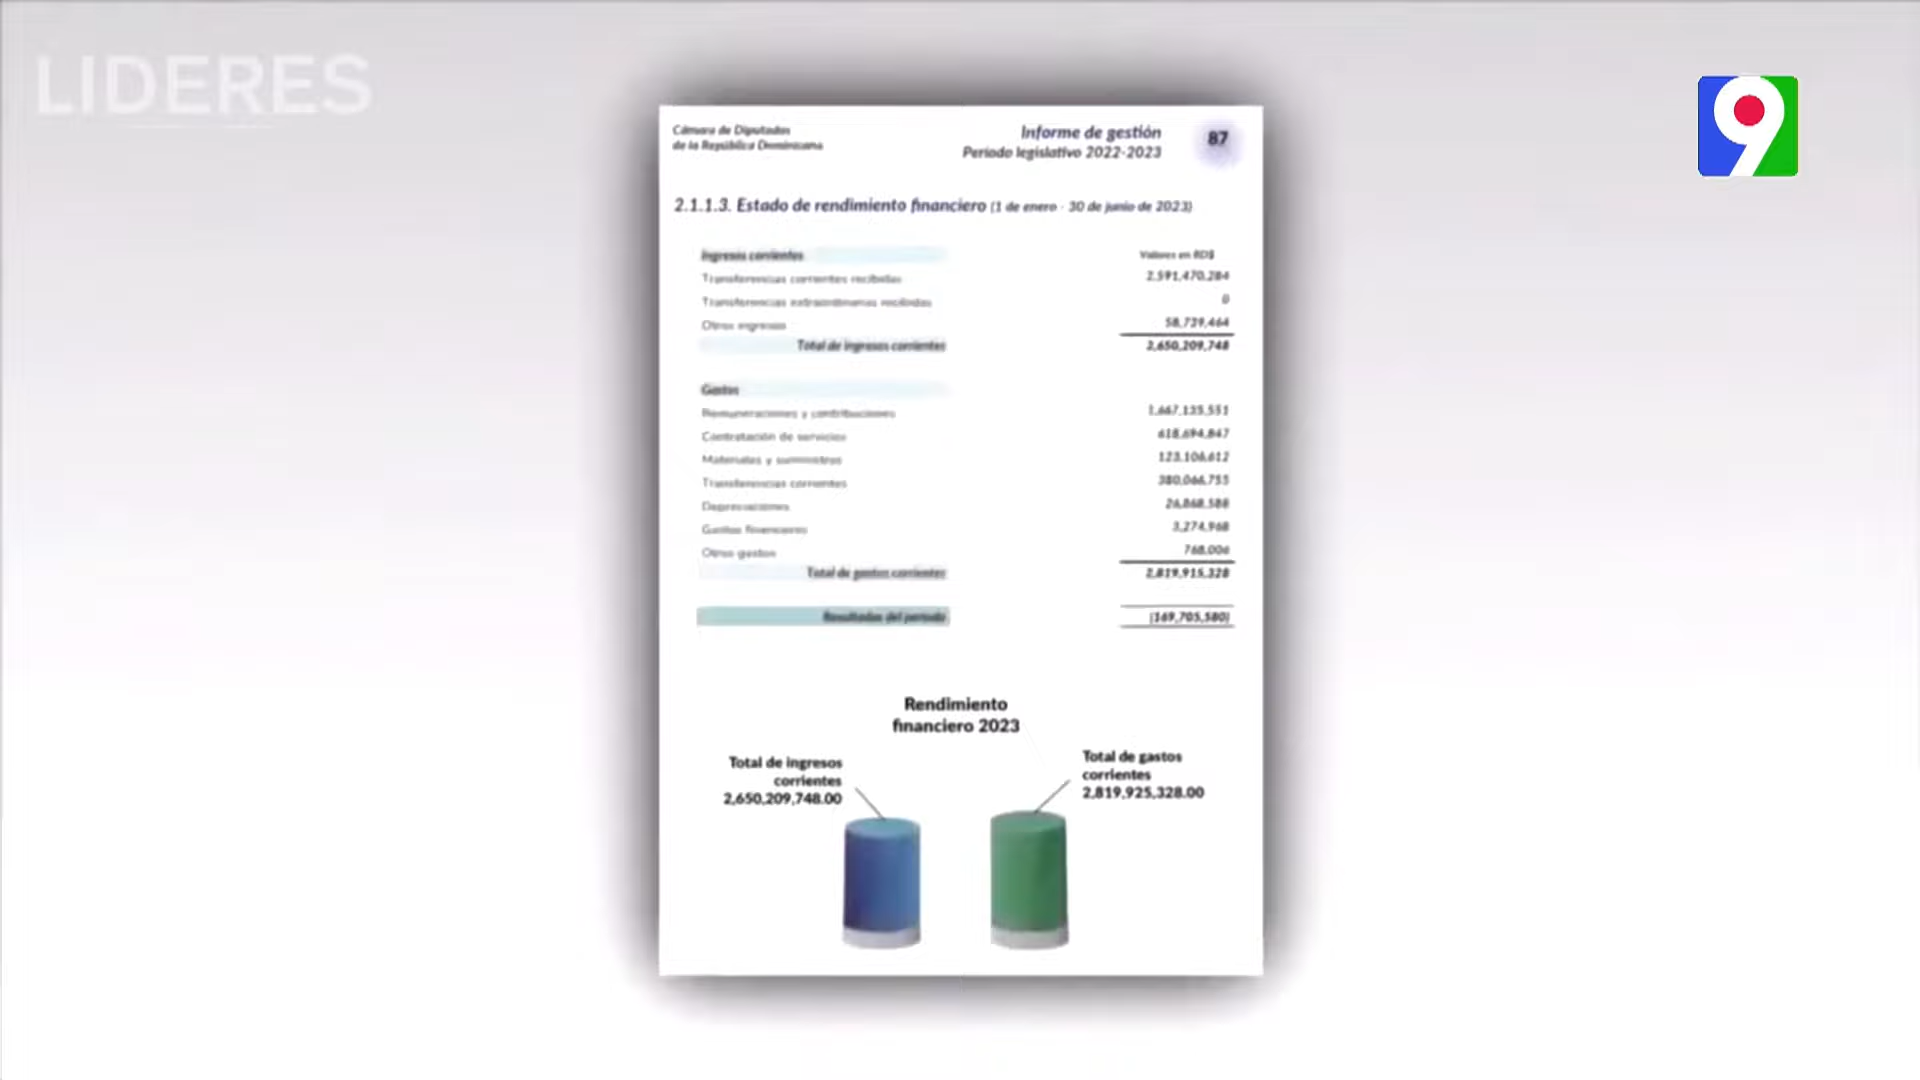 LIDERES
9
Cámara de Diputados
de la República Dominicana
Informe de gestión
Período legislativo 2022-2023
87
2.1.1.3. Estado de rendimiento financiero (1 de enero - 30 de junio de 2023)
Ingresos corrientes Valores en RD$
Transferencias corrientes recibidas 2,591,470,284
Transferencias extraordinarias recibidas 0
Otros ingresos 58,739,464
Total de ingresos corrientes 2,650,209,748
Gastos
Remuneraciones y contribuciones 1,667,135,551
Contratación de servicios 618,694,847
Materiales y suministros 123,106,612
Transferencias corrientes 380,066,755
Depreciaciones 26,868,588
Gastos financieros 3,274,968
Otros gastos 768,006
Total de gastos corrientes 2,819,915,328
Resultados del período (169,705,580)
Rendimiento
financiero 2023
Total de ingresos
corrientes
2,650,209,748.00
Total de gastos
corrientes
2,819,925,328.00